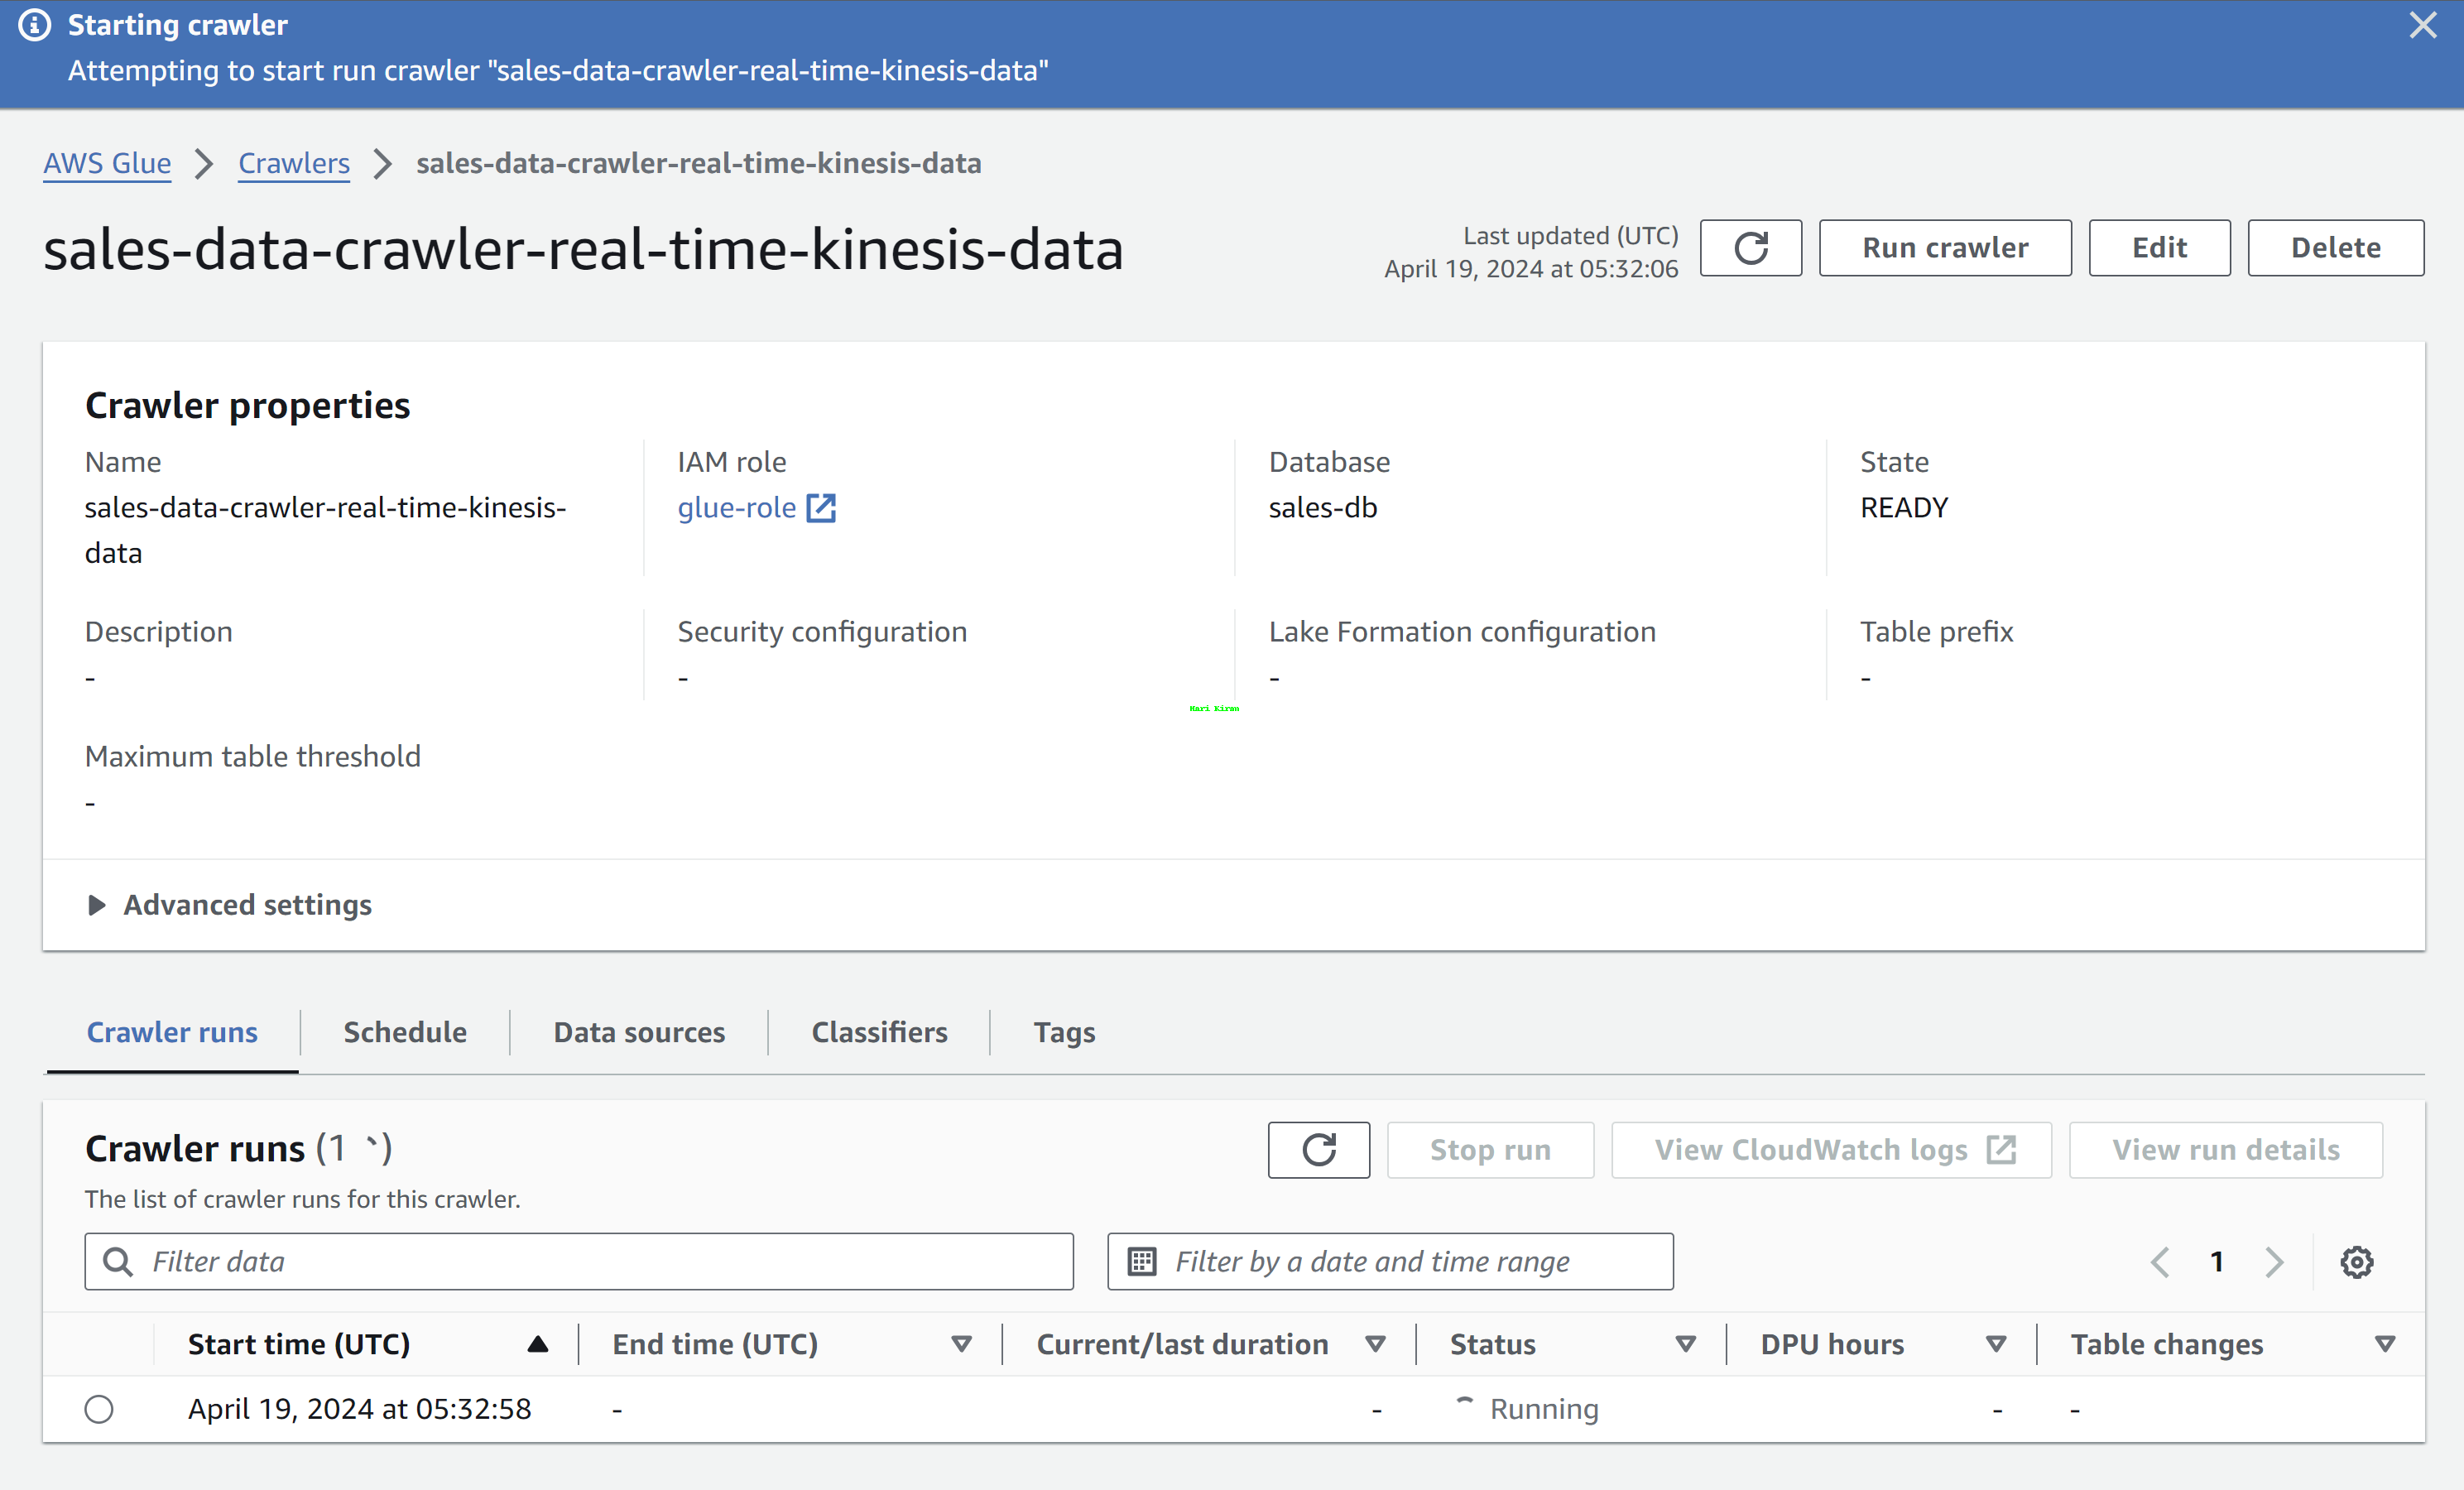 Starting crawler
Attempting to start run crawler "sales-data-crawler-real-time-kinesis-data"
AWS Glue > Crawlers > sales-data-crawler-real-time-kinesis-data
sales-data-crawler-real-time-kinesis-data
Last updated (UTC)
April 19, 2024 at 05:32:06
Run crawler Edit Delete
Crawler properties
Name
sales-data-crawler-real-time-kinesis-
data
IAM role
glue-role
Database
sales-db
State
READY
Description
-
Security configuration
-
Lake Formation configuration
-
Table prefix
-
Hari Kiran
Maximum table threshold
-
Advanced settings
Crawler runs Schedule Data sources Classifiers Tags
Crawler runs (1 )
The list of crawler runs for this crawler.
Stop run View CloudWatch logs View run details
Filter data
Filter by a date and time range
1
Start time (UTC) End time (UTC) Current/last duration Status DPU hours Table changes
April 19, 2024 at 05:32:58 - - Running - -